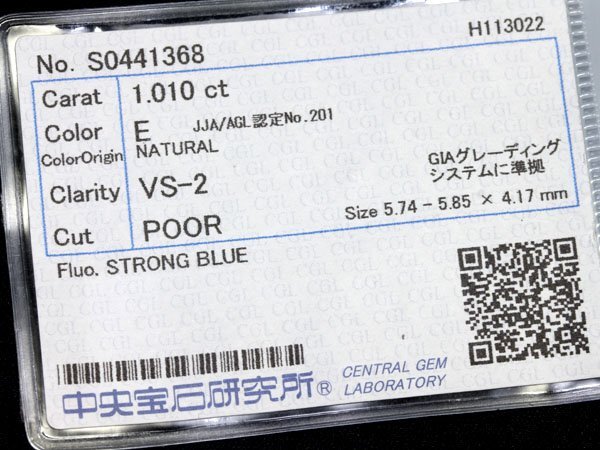 No. S0441368
H113022
Carat 1.010 ct
Color E JJA/AGL認定No.201
ColorOrigin NATURAL
GIAグレーディング
システムに準拠
Clarity VS-2
Size 5.74 - 5.85 × 4.17 mm
Cut POOR
Fluo. STRONG BLUE
中央宝石研究所® CENTRAL GEM
LABORATORY